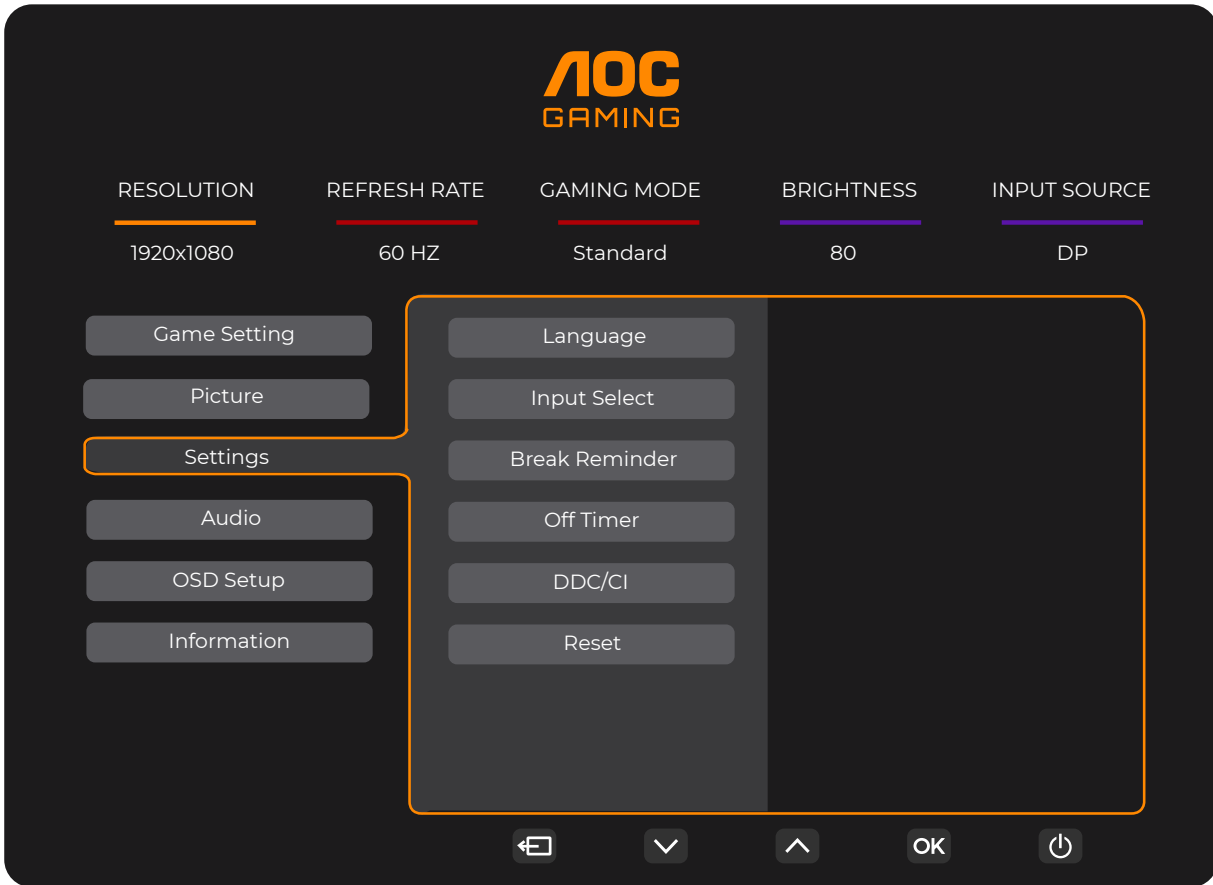 AOC
GAMING
RESOLUTION REFRESH RATE GAMING MODE BRIGHTNESS INPUT SOURCE
1920x1080 60 HZ Standard 80 DP
Game Setting Language
Picture Input Select
Settings Break Reminder
Audio Off Timer
OSD Setup DDC/CI
Information Reset
OK